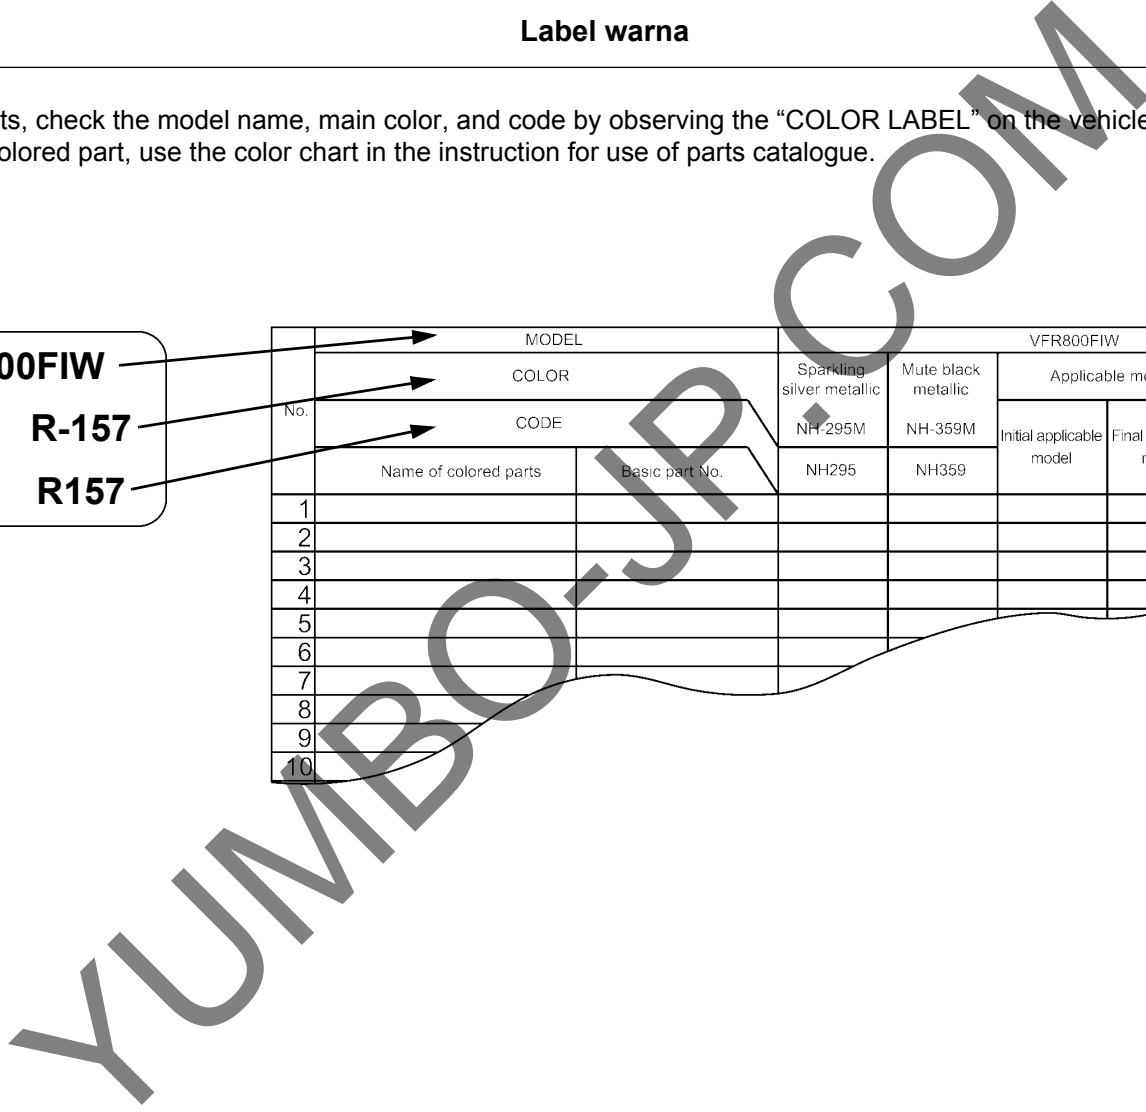 Label warna
ts, check the model name, main color, and code by observing the “COLOR LABEL” on the vehicle
olored part, use the color chart in the instruction for use of parts catalogue.
00FIW
R-157
R157
MODEL
VFR800FIW
COLOR
Sparkling
silver metallic
Mute black
metallic
Applicable m
No.
CODE
NH-295M
NH-359M
Initial applicable
model
Final
Name of colored parts
Basic part No.
NH295
NH359
1
2
3
4
5
6
7
8
9
10
YUMBO-JP.COM